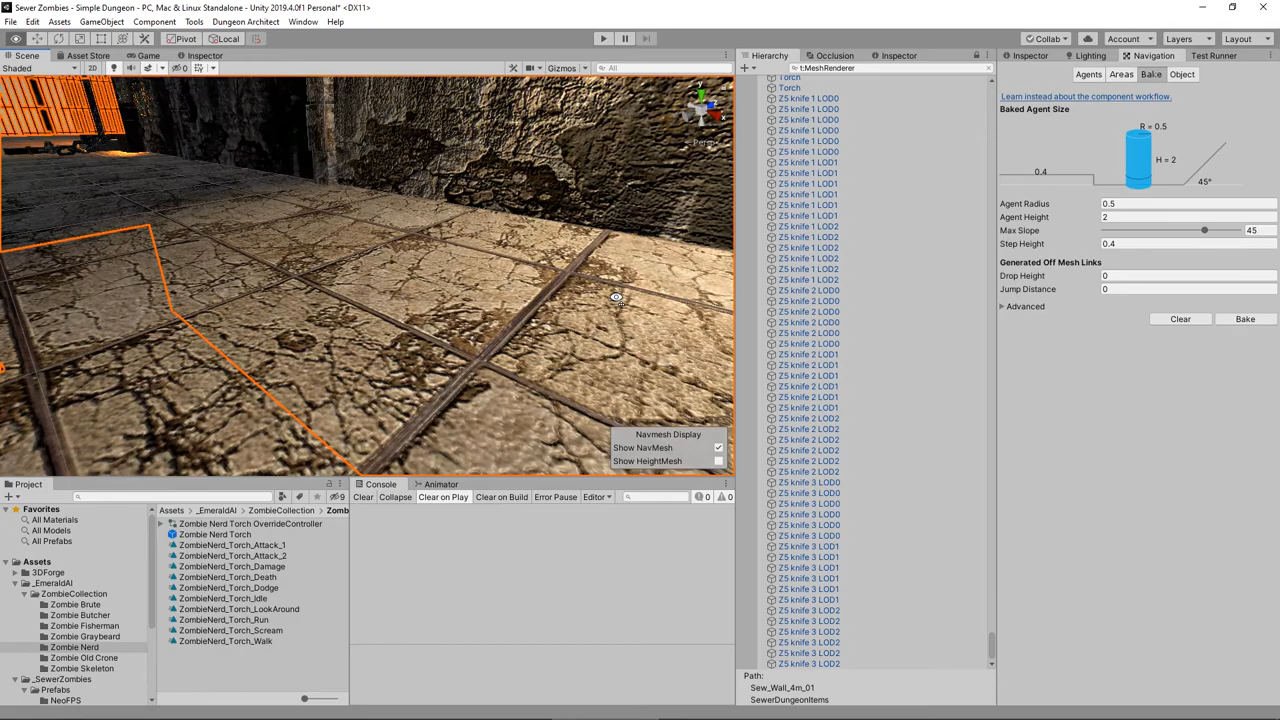 Sewer Zombies - Simple Dungeon - PC, Mac & Linux Standalone - Unity 2019.4.0f1 Personal* <DX11>
File Edit Assets GameObject Component Tools Dungeon Architect Window Help
Pivot Local Collab Account Layers Layout
Scene Asset Store Game Inspector
Shaded 2D 0 Gizmos All
Persp
Navmesh Display
Show NavMesh
Show HeightMesh
Hierarchy Occlusion Inspector
t:MeshRenderer
Torch
Torch
Z5 knife 1 LOD0
Z5 knife 1 LOD0
Z5 knife 1 LOD0
Z5 knife 1 LOD0
Z5 knife 1 LOD0
Z5 knife 1 LOD0
Z5 knife 1 LOD1
Z5 knife 1 LOD1
Z5 knife 1 LOD1
Z5 knife 1 LOD1
Z5 knife 1 LOD1
Z5 knife 1 LOD1
Z5 knife 1 LOD2
Z5 knife 1 LOD2
Z5 knife 1 LOD2
Z5 knife 1 LOD2
Z5 knife 1 LOD2
Z5 knife 1 LOD2
Z5 knife 2 LOD0
Z5 knife 2 LOD0
Z5 knife 2 LOD0
Z5 knife 2 LOD0
Z5 knife 2 LOD0
Z5 knife 2 LOD0
Z5 knife 2 LOD1
Z5 knife 2 LOD1
Z5 knife 2 LOD1
Z5 knife 2 LOD1
Z5 knife 2 LOD1
Z5 knife 2 LOD1
Z5 knife 2 LOD2
Z5 knife 2 LOD2
Z5 knife 2 LOD2
Z5 knife 2 LOD2
Z5 knife 2 LOD2
Z5 knife 2 LOD2
Z5 knife 3 LOD0
Z5 knife 3 LOD0
Z5 knife 3 LOD0
Z5 knife 3 LOD0
Z5 knife 3 LOD0
Z5 knife 3 LOD0
Z5 knife 3 LOD1
Z5 knife 3 LOD1
Z5 knife 3 LOD1
Z5 knife 3 LOD1
Z5 knife 3 LOD1
Z5 knife 3 LOD1
Z5 knife 3 LOD2
Z5 knife 3 LOD2
Z5 knife 3 LOD2
Z5 knife 3 LOD2
Z5 knife 3 LOD2
Z5 knife 3 LOD2
Path:
Sew_Wall_4m_01
SewerDungeonItems
Inspector Lighting Navigation Test Runner
Agents Areas Bake Object
Learn instead about the component workflow.
Baked Agent Size
R = 0.5
H = 2
0.4
45°
Agent Radius 0.5
Agent Height 2
Max Slope 45
Step Height 0.4
Generated Off Mesh Links
Drop Height 0
Jump Distance 0
Advanced
Clear Bake
Project
9
Favorites
All Materials
All Models
All Prefabs
Assets
3DForge
_EmeraldAI
ZombieCollection
Zombie Brute
Zombie Butcher
Zombie Fisherman
Zombie Graybeard
Zombie Nerd
Zombie Old Crone
Zombie Skeleton
_SewerZombies
Prefabs
NeoFPS
Assets _EmeraldAI ZombieCollection Zomb
Zombie Nerd Torch OverrideController
Zombie Nerd Torch
ZombieNerd_Torch_Attack_1
ZombieNerd_Torch_Attack_2
ZombieNerd_Torch_Damage
ZombieNerd_Torch_Death
ZombieNerd_Torch_Dodge
ZombieNerd_Torch_Idle
ZombieNerd_Torch_LookAround
ZombieNerd_Torch_Run
ZombieNerd_Torch_Scream
ZombieNerd_Torch_Walk
Console Animator
Clear Collapse Clear on Play Clear on Build Error Pause Editor 0 0